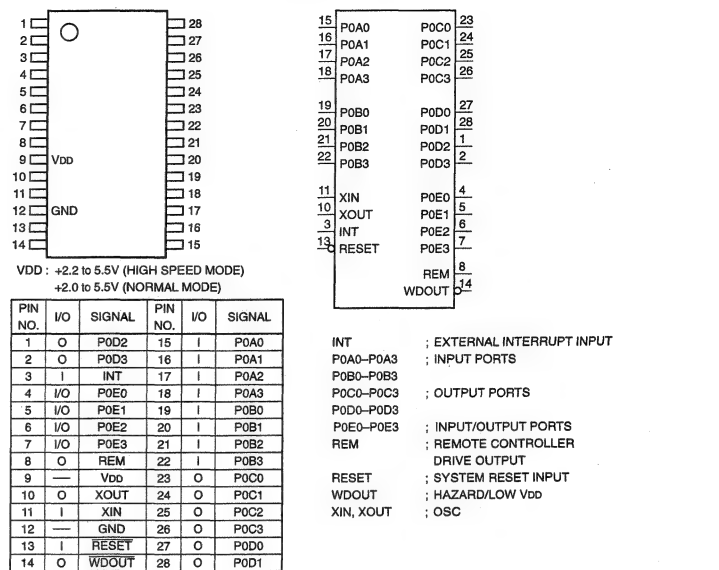 1 28
2 27
3 26
4 25
5 24
6 23
7 22
8 21
9 VDD 20
10 19
11 18
12 GND 17
13 16
14 15
VDD : +2.2 to 5.5V (HIGH SPEED MODE)
+2.0 to 5.5V (NORMAL MODE)
15 P0A0 P0C0 23
16 P0A1 P0C1 24
17 P0A2 P0C2 25
18 P0A3 P0C3 26
19 P0B0 P0D0 27
20 P0B1 P0D1 28
21 P0B2 P0D2 1
22 P0B3 P0D3 2
11 XIN P0E0 4
10 XOUT P0E1 5
3 INT P0E2 6
13 RESET P0E3 7
REM 8
WDOUT 14
PIN NO. I/O SIGNAL PIN NO. I/O SIGNAL
1 O P0D2 15 I P0A0
2 O P0D3 16 I P0A1
3 I INT 17 I P0A2
4 I/O P0E0 18 I P0A3
5 I/O P0E1 19 I P0B0
6 I/O P0E2 20 I P0B1
7 I/O P0E3 21 I P0B2
8 O REM 22 I P0B3
9 — VDD 23 O P0C0
10 O XOUT 24 O P0C1
11 I XIN 25 O P0C2
12 — GND 26 O P0C3
13 I RESET 27 O P0D0
14 O WDOUT 28 O P0D1
INT ; EXTERNAL INTERRUPT INPUT
P0A0–P0A3 ; INPUT PORTS
P0B0–P0B3
P0C0–P0C3 ; OUTPUT PORTS
P0D0–P0D3
P0E0–P0E3 ; INPUT/OUTPUT PORTS
REM ; REMOTE CONTROLLER
DRIVE OUTPUT
RESET ; SYSTEM RESET INPUT
WDOUT ; HAZARD/LOW VDD
XIN, XOUT ; OSC